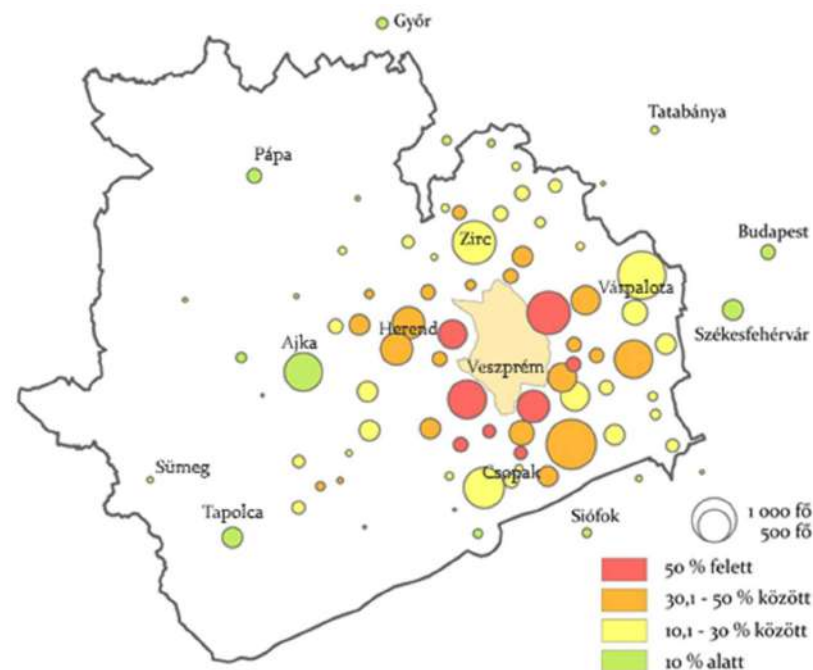 Győr
Tatabánya
Pápa
Zirc
Budapest
Várpalota
Székesfehérvár
Herend
Ajka
Veszprém
Sümeg
Csopak
Tapolca
Siófok
1 000 fő
500 fő
50 % felett
30,1 - 50 % között
10,1 - 30 % között
10 % alatt